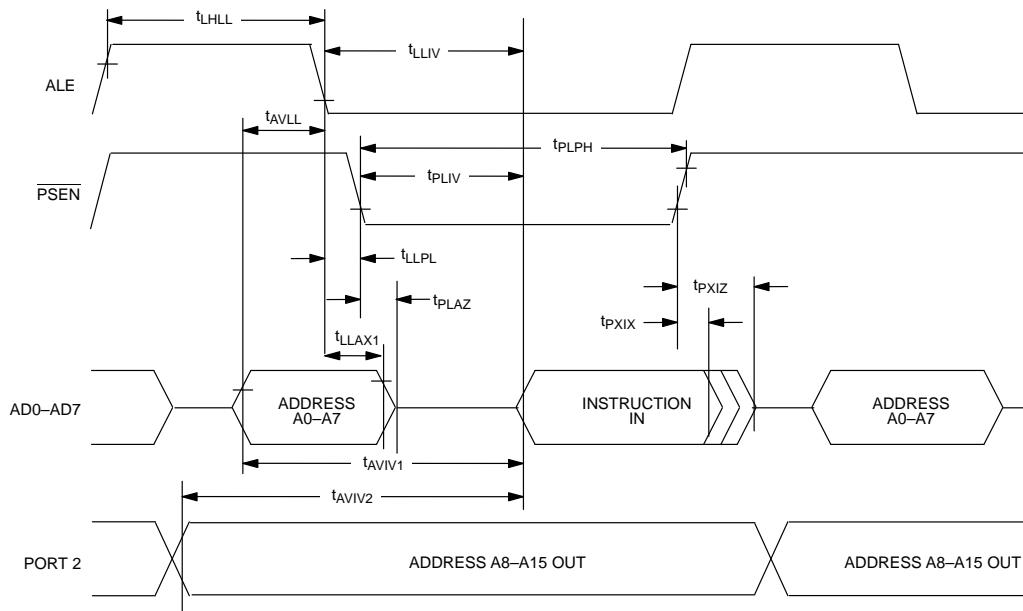 tLHLL
tLLIV
ALE
tAVLL
tPLPH
PSEN
tPLIV
tLLPL
tPLAZ
tPXIZ
tPXIX
tLLAX1
AD0–AD7
ADDRESS
A0–A7
INSTRUCTION
IN
ADDRESS
A0–A7
tAVIV1
tAVIV2
PORT 2
ADDRESS A8–A15 OUT
ADDRESS A8–A15 OUT